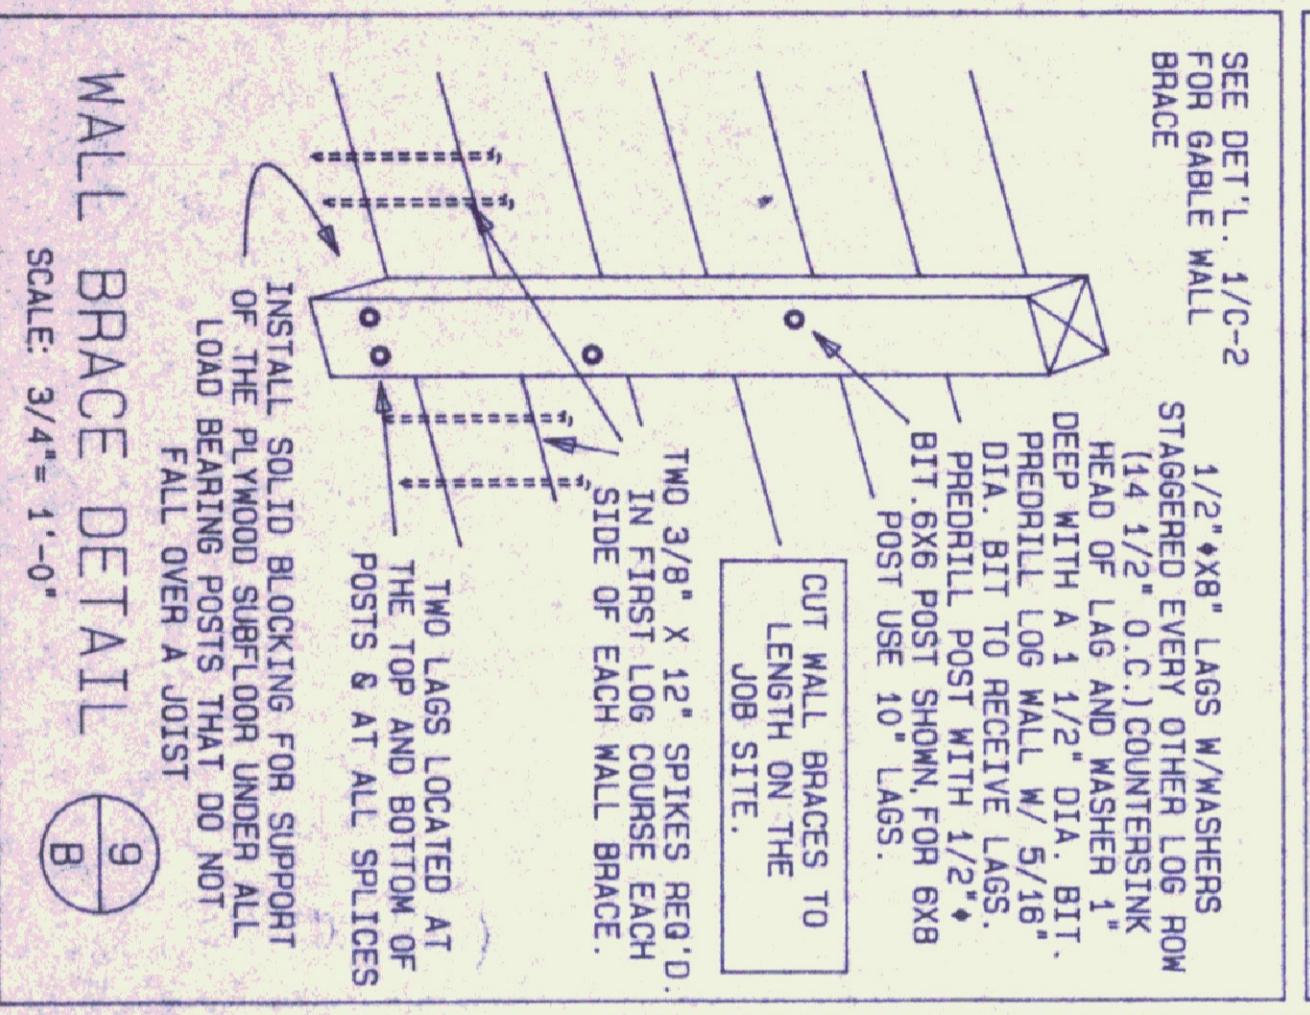 SEE DET'L. 1/C-2
FOR GABLE WALL
BRACE
1/2"⌀X8" LAGS W/WASHERS
STAGGERED EVERY OTHER LOG ROW
(14 1/2" O.C.) COUNTERSINK
HEAD OF LAG AND WASHER 1"
DEEP WITH A 1 1/2" DIA. BIT.
PREDRILL LOG WALL W/ 5/16"
DIA. BIT TO RECEIVE LAGS.
PREDRILL POST WITH 1/2"⌀
BIT. 6X6 POST SHOWN, FOR 6X8
POST USE 10" LAGS.
CUT WALL BRACES TO
LENGTH ON THE
JOB SITE.
TWO 3/8" X 12" SPIKES REQ'D.
IN FIRST LOG COURSE EACH
SIDE OF EACH WALL BRACE.
TWO LAGS LOCATED AT
THE TOP AND BOTTOM OF
POSTS & AT ALL SPLICES
INSTALL SOLID BLOCKING FOR SUPPORT
OF THE PLYWOOD SUBFLOOR UNDER ALL
LOAD BEARING POSTS THAT DO NOT
FALL OVER A JOIST
WALL BRACE DETAIL
SCALE: 3/4"= 1'-0"
9
B